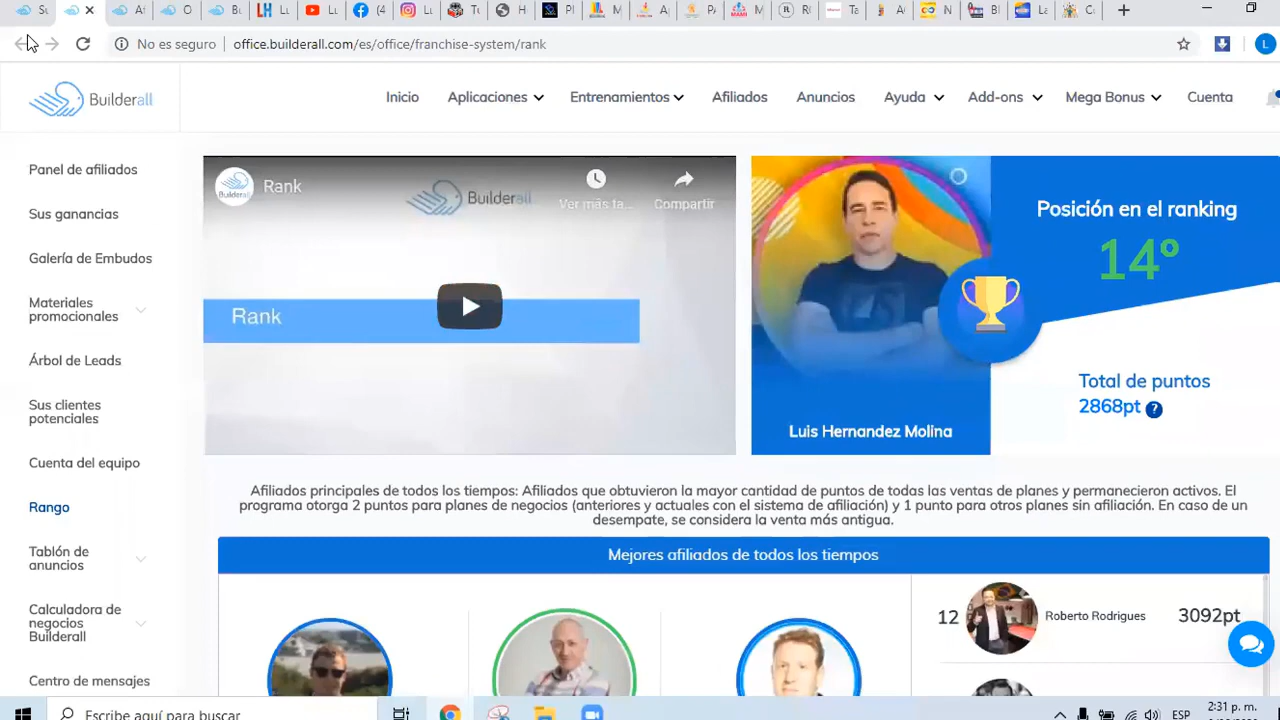 No es seguro
office.builderall.com/es/office/franchise-system/rank
Builderall
Inicio
Aplicaciones
Entrenamientos
Afiliados
Anuncios
Ayuda
Add-ons
Mega Bonus
Cuenta
Panel de afiliados
Sus ganancias
Galería de Embudos
Materiales
promocionales
Árbol de Leads
Sus clientes
potenciales
Cuenta del equipo
Rango
Tablón de
anuncios
Calculadora de
negocios
Builderall
Centro de mensajes
Rank
Builderall
Ver más ta...
Compartir
Rank
Posición en el ranking
14º
Total de puntos
2868pt
Luis Hernandez Molina
Afiliados principales de todos los tiempos: Afiliados que obtuvieron la mayor cantidad de puntos de todas las ventas de planes y permanecieron activos. El
programa otorga 2 puntos para planes de negocios (anteriores y actuales con el sistema de afiliación) y 1 punto para otros planes sin afiliación. En caso de un
desempate, se considera la venta más antigua.
Mejores afiliados de todos los tiempos
12
Roberto Rodrigues
3092pt
Escribe aquí para buscar
ESP
2:31 p. m.